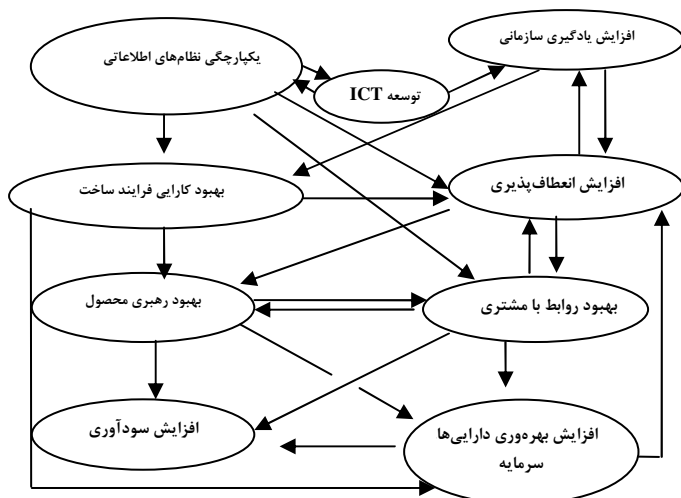 افزایش یادگیری سازمانی
یکپارچگی نظام‌های اطلاعاتی
توسعه ICT
افزایش انعطاف‌پذیری
بهبود کارایی فرایند ساخت
بهبود روابط با مشتری
بهبود رهبری محصول
افزایش بهره‌وری دارایی‌ها
سرمایه
افزایش سودآوری